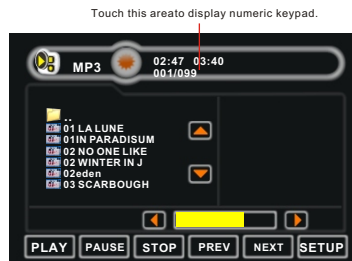 Touch this areato display numeric keypad.
MP3
02:47 03:40
001/099
..
01 LA LUNE
01IN PARADISUM
02 NO ONE LIKE
02 WINTER IN J
02eden
03 SCARBOUGH
PLAY PAUSE STOP PREV NEXT SETUP